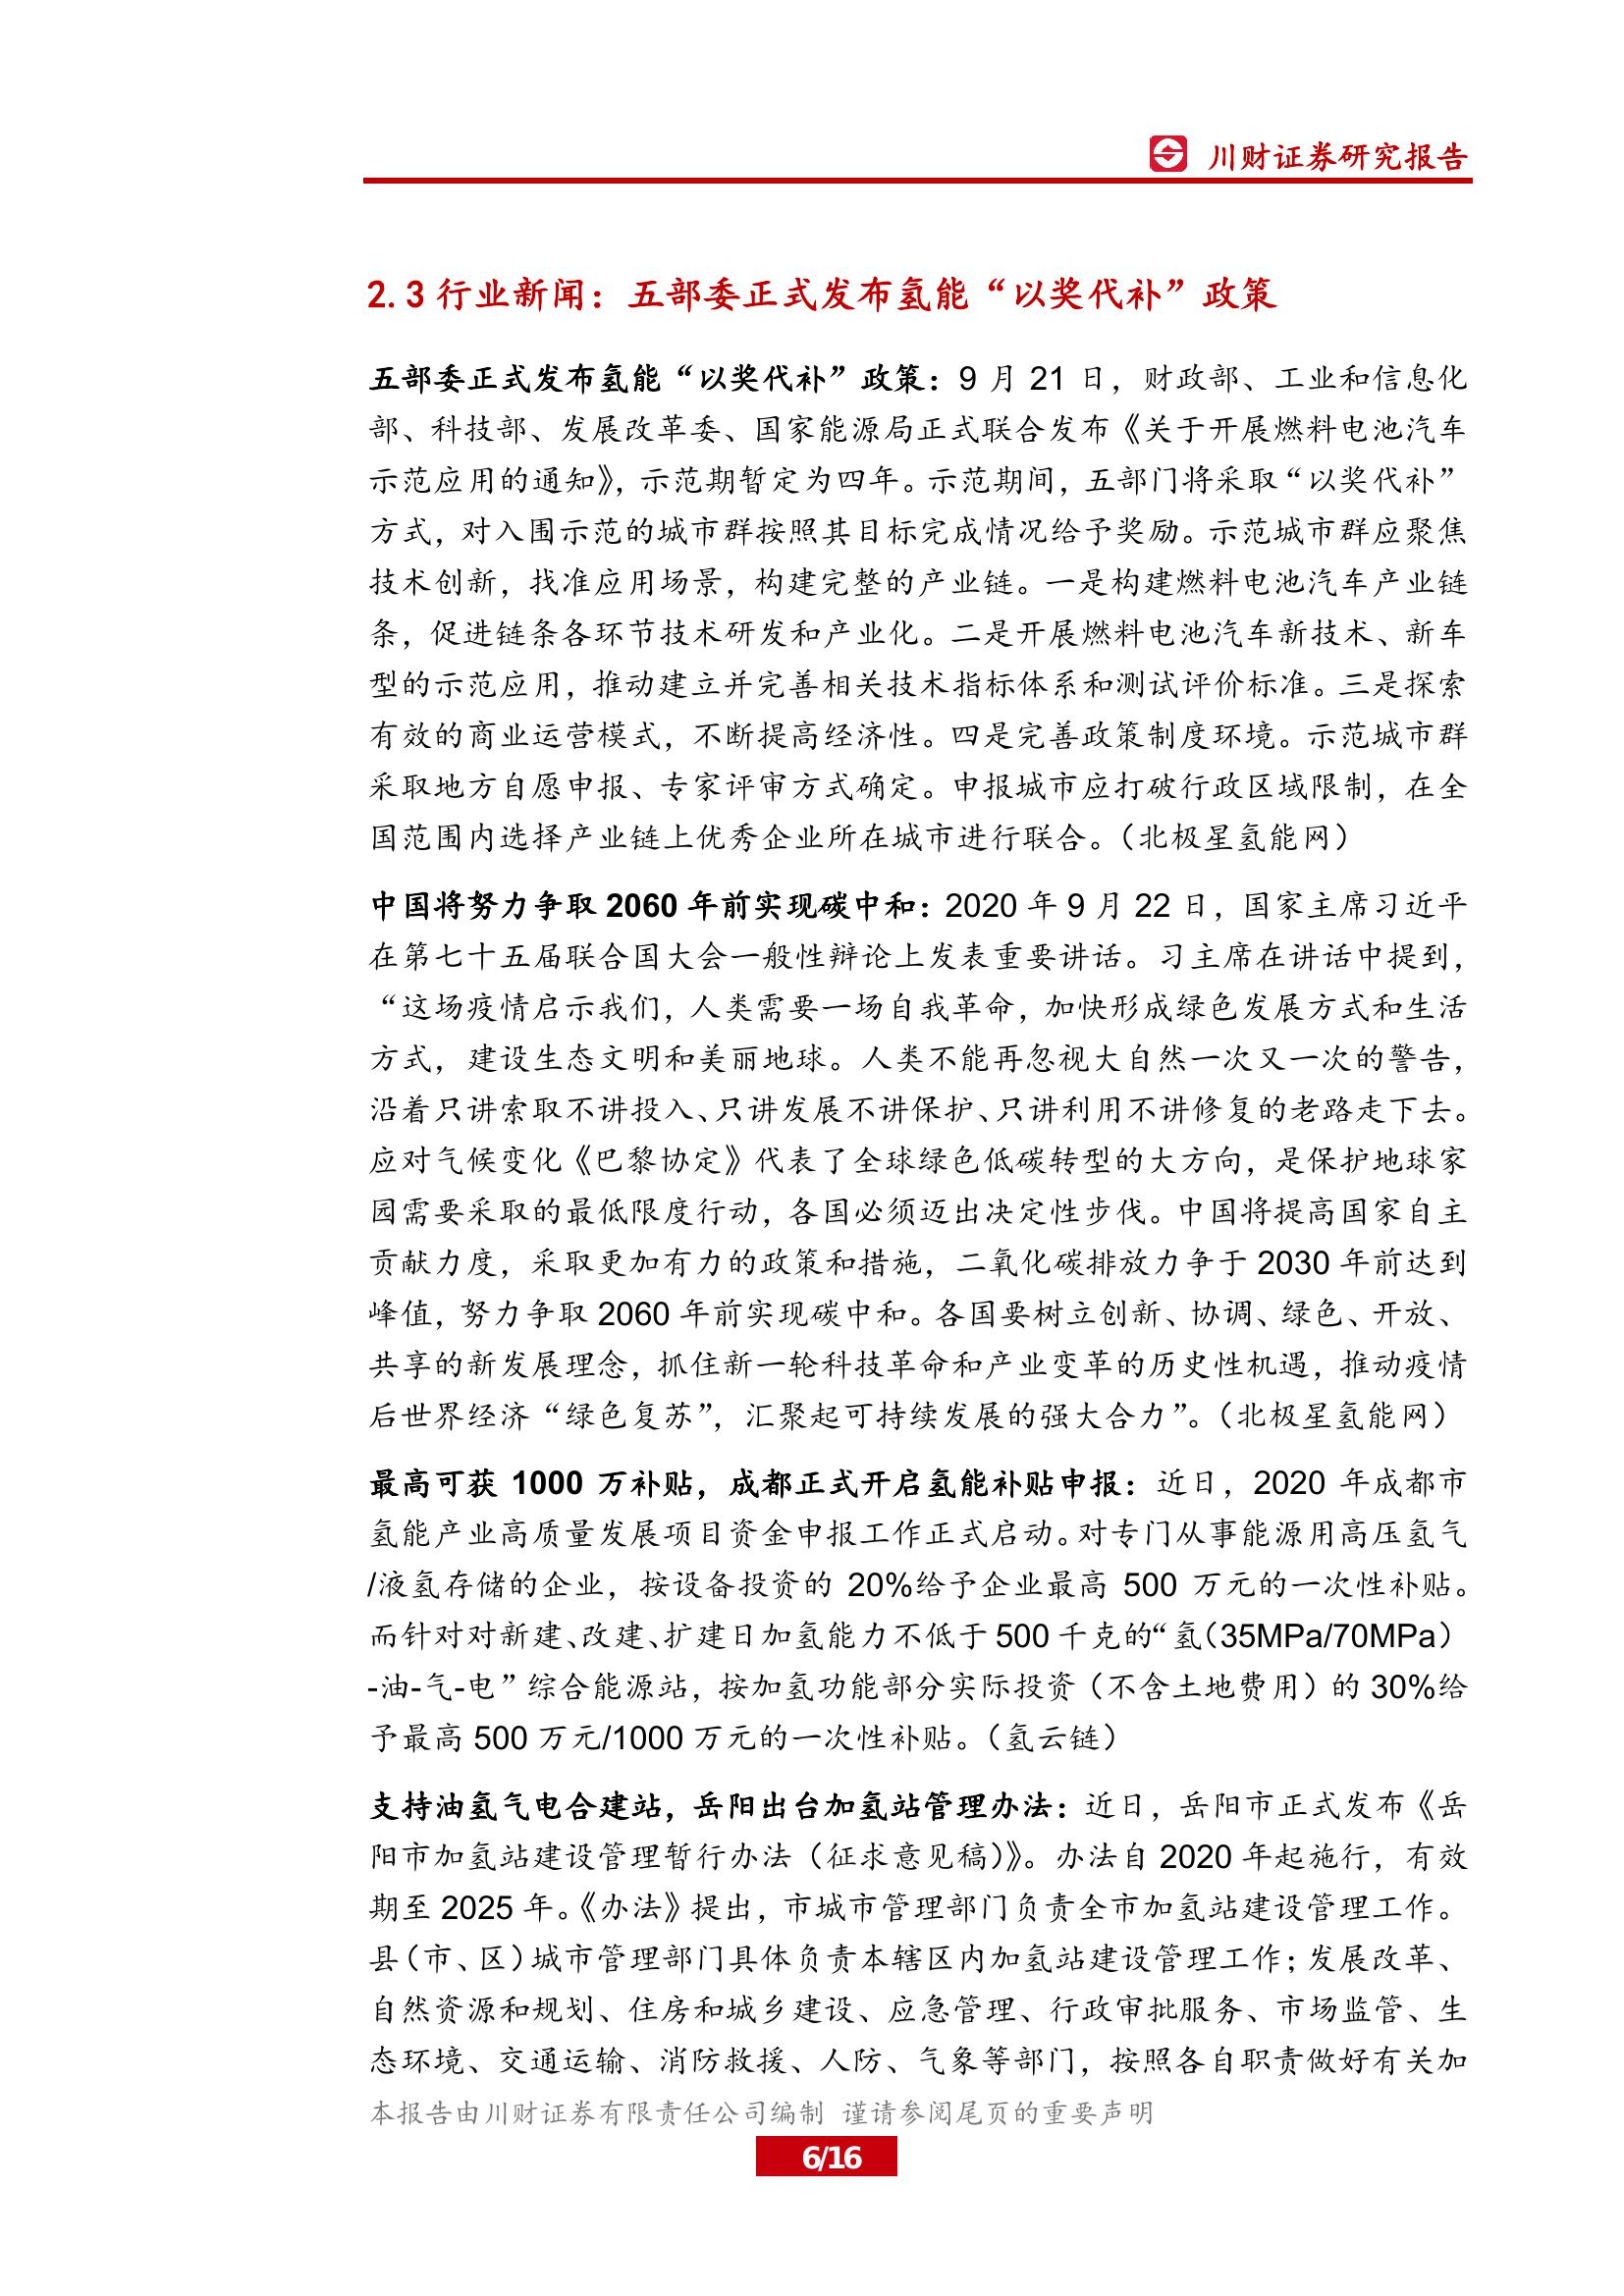 川财证券研究报告
2.3 行业新闻：五部委正式发布氢能“以奖代补”政策
五部委正式发布氢能“以奖代补”政策：9 月 21 日，财政部、工业和信息化
部、科技部、发展改革委、国家能源局正式联合发布《关于开展燃料电池汽车
示范应用的通知》，示范期暂定为四年。示范期间，五部门将采取“以奖代补”
方式，对入围示范的城市群按照其目标完成情况给予奖励。示范城市群应聚焦
技术创新，找准应用场景，构建完整的产业链。一是构建燃料电池汽车产业链
条，促进链条各环节技术研发和产业化。二是开展燃料电池汽车新技术、新车
型的示范应用，推动建立并完善相关技术指标体系和测试评价标准。三是探索
有效的商业运营模式，不断提高经济性。四是完善政策制度环境。示范城市群
采取地方自愿申报、专家评审方式确定。申报城市应打破行政区域限制，在全
国范围内选择产业链上优秀企业所在城市进行联合。（北极星氢能网）
中国将努力争取 2060 年前实现碳中和：2020 年 9 月 22 日，国家主席习近平
在第七十五届联合国大会一般性辩论上发表重要讲话。习主席在讲话中提到，
“这场疫情启示我们，人类需要一场自我革命，加快形成绿色发展方式和生活
方式，建设生态文明和美丽地球。人类不能再忽视大自然一次又一次的警告，
沿着只讲索取不讲投入、只讲发展不讲保护、只讲利用不讲修复的老路走下去。
应对气候变化《巴黎协定》代表了全球绿色低碳转型的大方向，是保护地球家
园需要采取的最低限度行动，各国必须迈出决定性步伐。中国将提高国家自主
贡献力度，采取更加有力的政策和措施，二氧化碳排放力争于 2030 年前达到
峰值，努力争取 2060 年前实现碳中和。各国要树立创新、协调、绿色、开放、
共享的新发展理念，抓住新一轮科技革命和产业变革的历史性机遇，推动疫情
后世界经济“绿色复苏”，汇聚起可持续发展的强大合力”。（北极星氢能网）
最高可获 1000 万补贴，成都正式开启氢能补贴申报：近日，2020 年成都市
氢能产业高质量发展项目资金申报工作正式启动。对专门从事能源用高压氢气
/液氢存储的企业，按设备投资的 20%给予企业最高 500 万元的一次性补贴。
而针对对新建、改建、扩建日加氢能力不低于 500 千克的“氢（35MPa/70MPa）
-油-气-电”综合能源站，按加氢功能部分实际投资（不含土地费用）的 30%给
予最高 500 万元/1000 万元的一次性补贴。（氢云链）
支持油氢气电合建站，岳阳出台加氢站管理办法：近日，岳阳市正式发布《岳
阳市加氢站建设管理暂行办法（征求意见稿）》。办法自 2020 年起施行，有效
期至 2025 年。《办法》提出，市城市管理部门负责全市加氢站建设管理工作。
县（市、区）城市管理部门具体负责本辖区内加氢站建设管理工作；发展改革、
自然资源和规划、住房和城乡建设、应急管理、行政审批服务、市场监管、生
态环境、交通运输、消防救援、人防、气象等部门，按照各自职责做好有关加
本报告由川财证券有限责任公司编制 谨请参阅尾页的重要声明
6/16